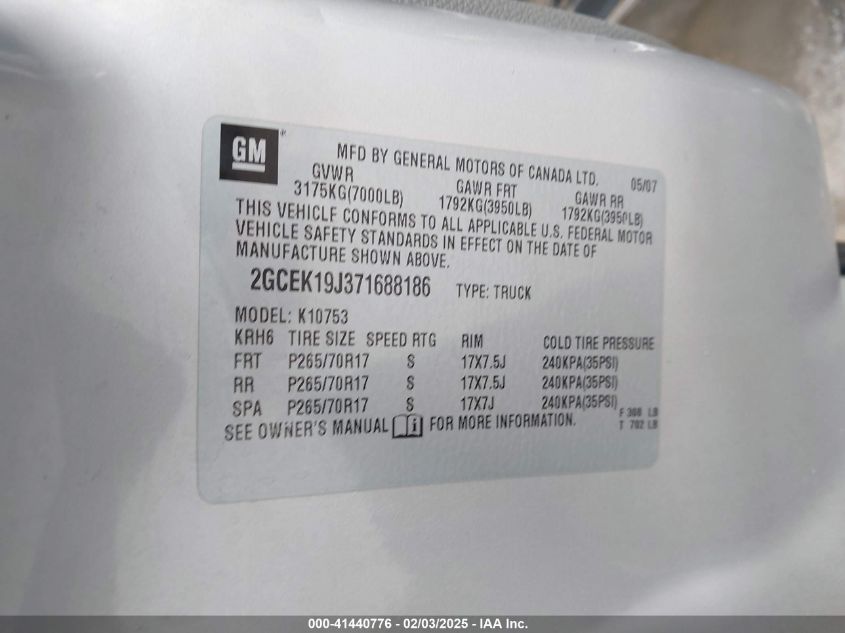 GM
MFD BY GENERAL MOTORS OF CANADA LTD. 05/07
GVWR GAWR FRT GAWR RR
3175KG(7000LB) 1792KG(3950LB) 1792KG(3950LB)
THIS VEHICLE CONFORMS TO ALL APPLICABLE U.S. FEDERAL MOTOR
VEHICLE SAFETY STANDARDS IN EFFECT ON THE DATE OF
MANUFACTURE SHOWN ABOVE.
2GCEK19J371688186 TYPE: TRUCK
MODEL: K10753
KRH6 TIRE SIZE SPEED RTG RIM COLD TIRE PRESSURE
FRT P265/70R17 S 17X7.5J 240KPA(35PSI)
RR P265/70R17 S 17X7.5J 240KPA(35PSI)
SPA P265/70R17 S 17X7J 240KPA(35PSI)
F 308 LB
T 702 LB
SEE OWNER'S MANUAL FOR MORE INFORMATION.
000-41440776 — 02/03/2025 — IAA Inc.